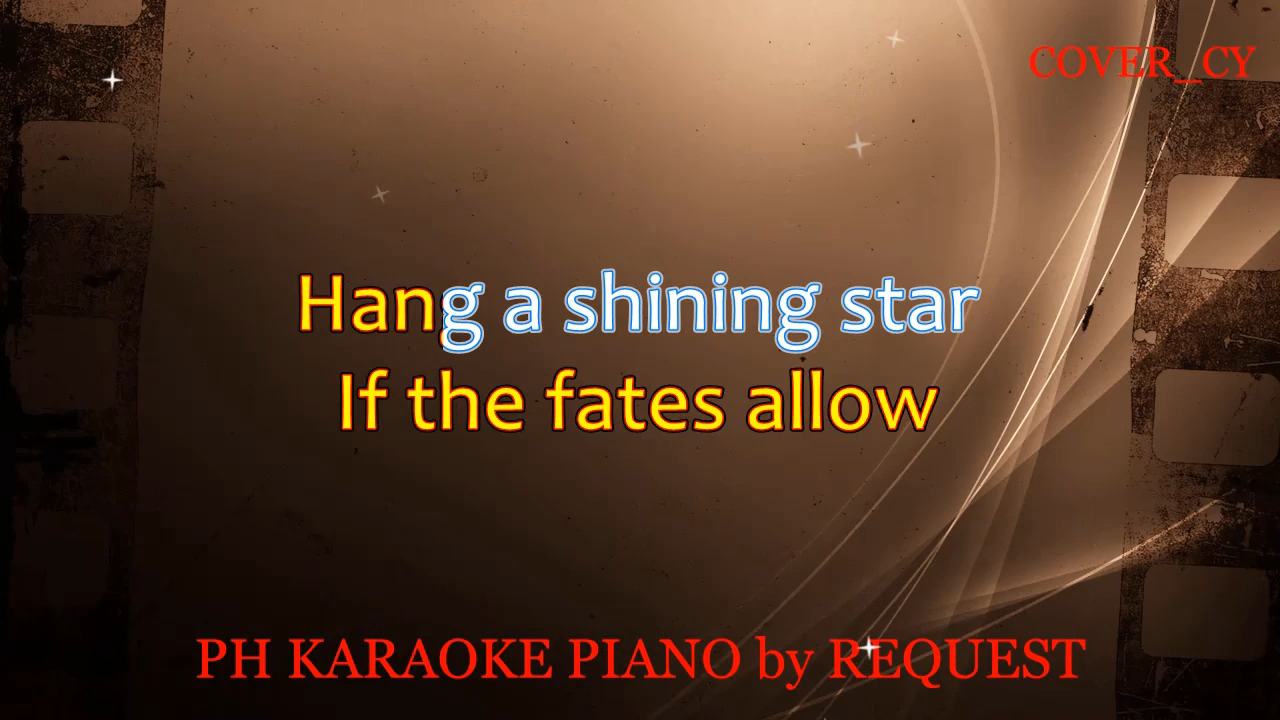 COVER_CY
Hang a shining star
If the fates allow
PH KARAOKE PIANO by REQUEST